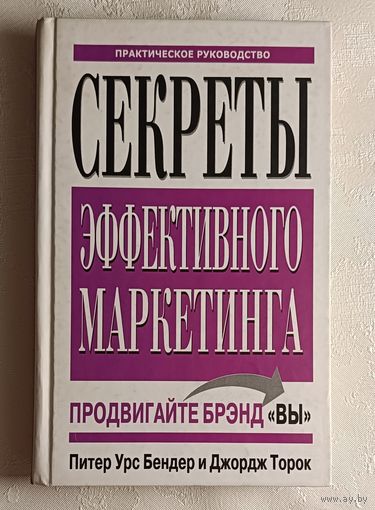 ПРАКТИЧЕСКОЕ РУКОВОДСТВО
СЕКРЕТЫ
ЭФФЕКТИВНОГО
МАРКЕТИНГА
ПРОДВИГАЙТЕ БРЭНД «ВЫ»
Питер Урс Бендер и Джордж Торок
www.ay.by